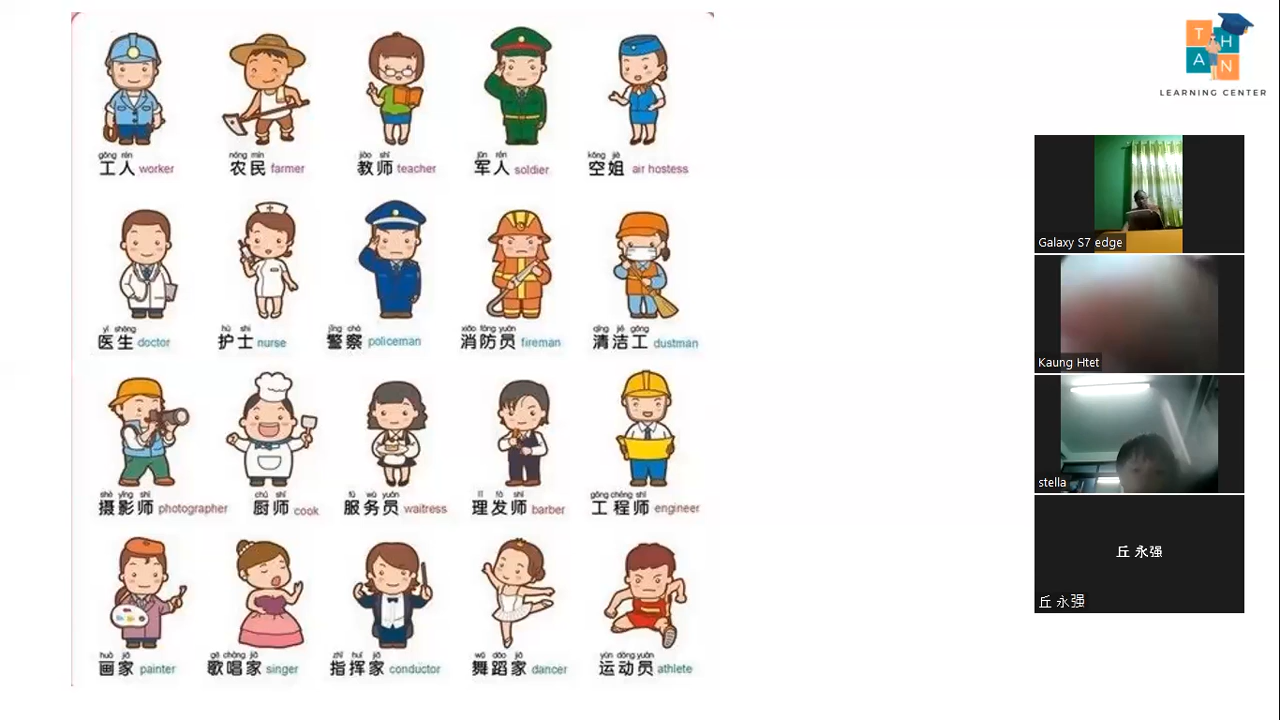 T
H
A
N
LEARNING CENTER
gōng rén nóng mín jiào shī jūn rén kōng jiě
工人 worker 农民 farmer 教师 teacher 军人 soldier 空姐 air hostess
yī shēng hù shi jǐng chá xiāo fáng yuán qīng jié gōng
医生 doctor 护士 nurse 警察 policeman 消防员 fireman 清洁工 dustman
shè yǐng shī chú shī fú wù yuán lǐ fà shī gōng chéng shī
摄影师 photographer 厨师 cook 服务员 waitress 理发师 barber 工程师 engineer
huà jiā gē chàng jiā zhǐ huī jiā wǔ dǎo jiā yùn dòng yuán
画家 painter 歌唱家 singer 指挥家 conductor 舞蹈家 dancer 运动员 athlete
Galaxy S7 edge
Kaung Htet
stella
丘 永强
丘 永强